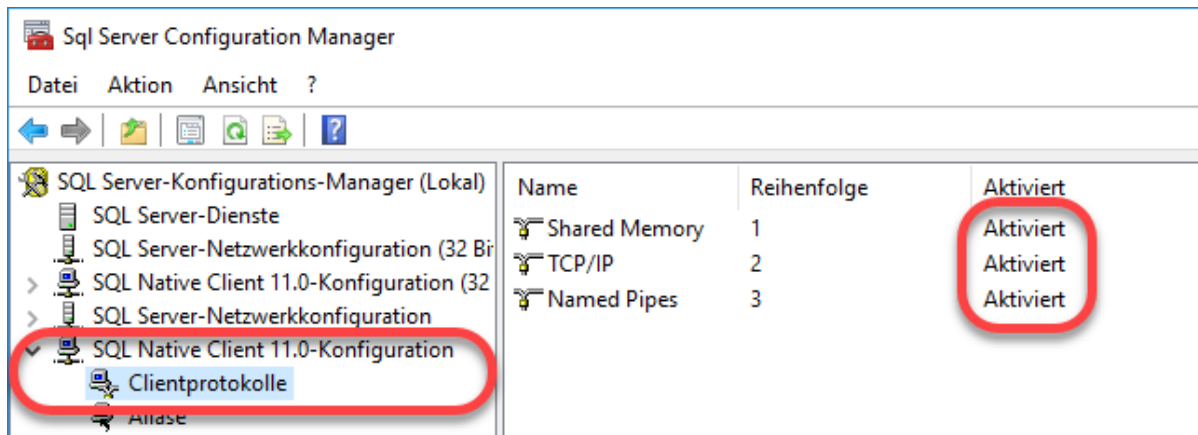 Sql Server Configuration Manager
Datei Aktion Ansicht ?
SQL Server-Konfigurations-Manager (Lokal)
SQL Server-Dienste
SQL Server-Netzwerkkonfiguration (32 Bi
SQL Native Client 11.0-Konfiguration (32
SQL Server-Netzwerkkonfiguration
SQL Native Client 11.0-Konfiguration
Clientprotokolle
Aliase
Name Reihenfolge Aktiviert
Shared Memory 1 Aktiviert
TCP/IP 2 Aktiviert
Named Pipes 3 Aktiviert